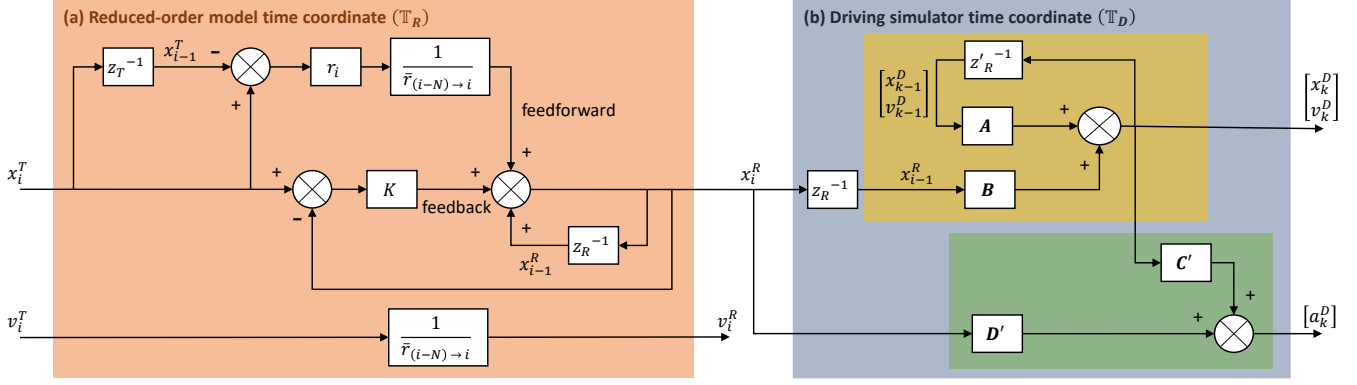 (a) Reduced-order model time coordinate (𝕋_R)
(b) Driving simulator time coordinate (𝕋_D)
z_T^{-1}
x_{i-1}^T
-
+
r_i
1
r̄_{(i-N)→i}
feedforward
+
x_i^T
+
-
K
feedback
+
+
z_R^{-1}
x_{i-1}^R
v_i^T
1
r̄_{(i-N)→i}
v_i^R
x_i^R
z_R^{-1}
x_{i-1}^R
z'_R^{-1}
[x_{k-1}^D
v_{k-1}^D]
A
B
+
+
[x_k^D
v_k^D]
C'
D'
+
+
[a_k^D]